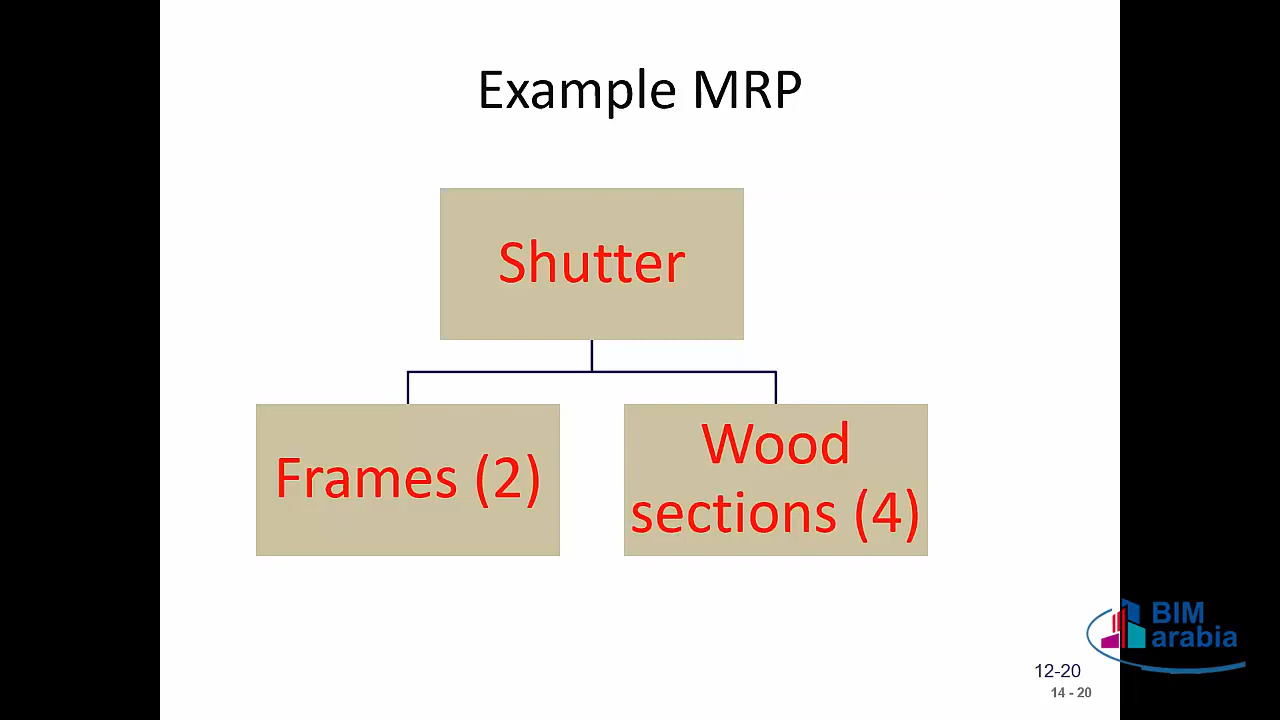 Example MRP
Shutter
Frames (2)
Wood
sections (4)
BIM
arabia
12-20
14 - 20